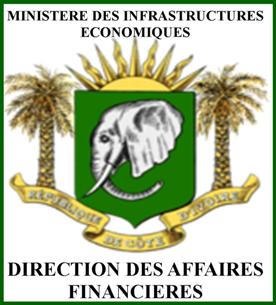 MINISTERE DES INFRASTRUCTURES
ECONOMIQUES
RÉPUBLIQUE
DE CÔTE
D'IVOIRE
DIRECTION DES AFFAIRES
FINANCIERES